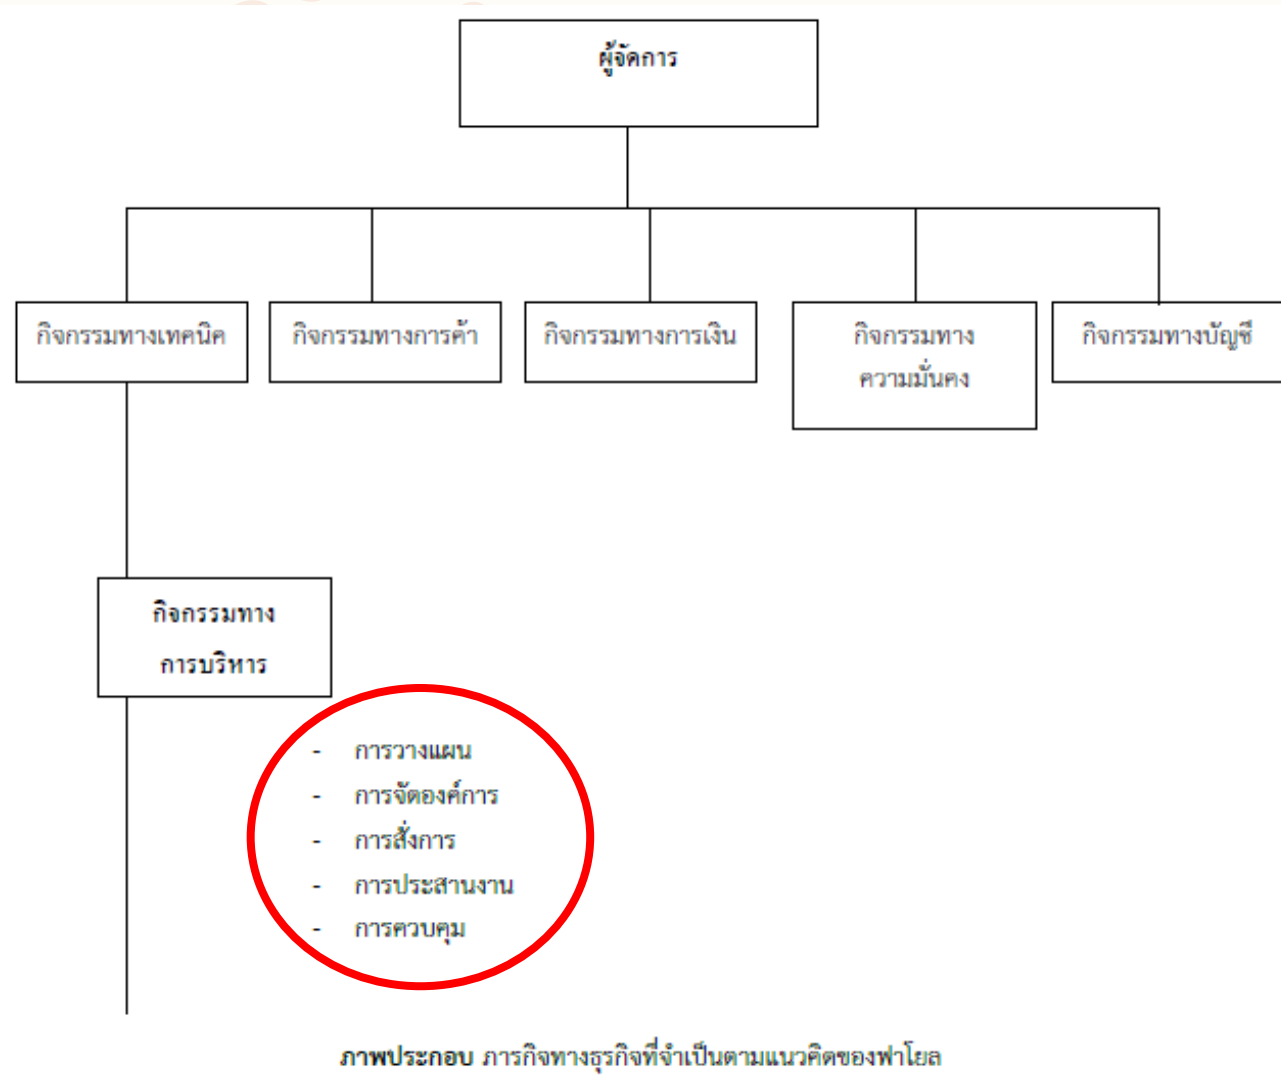 ผู้จัดการ
กิจกรรมทางเทคนิค
กิจกรรมทางการค้า
กิจกรรมทางการเงิน
กิจกรรมทาง
ความมั่นคง
กิจกรรมทางบัญชี
กิจกรรมทาง
การบริหาร
- การวางแผน
- การจัดองค์การ
- การสั่งการ
- การประสานงาน
- การควบคุม
ภาพประกอบ ภารกิจทางธุรกิจที่จำเป็นตามแนวคิดของฟาโยล